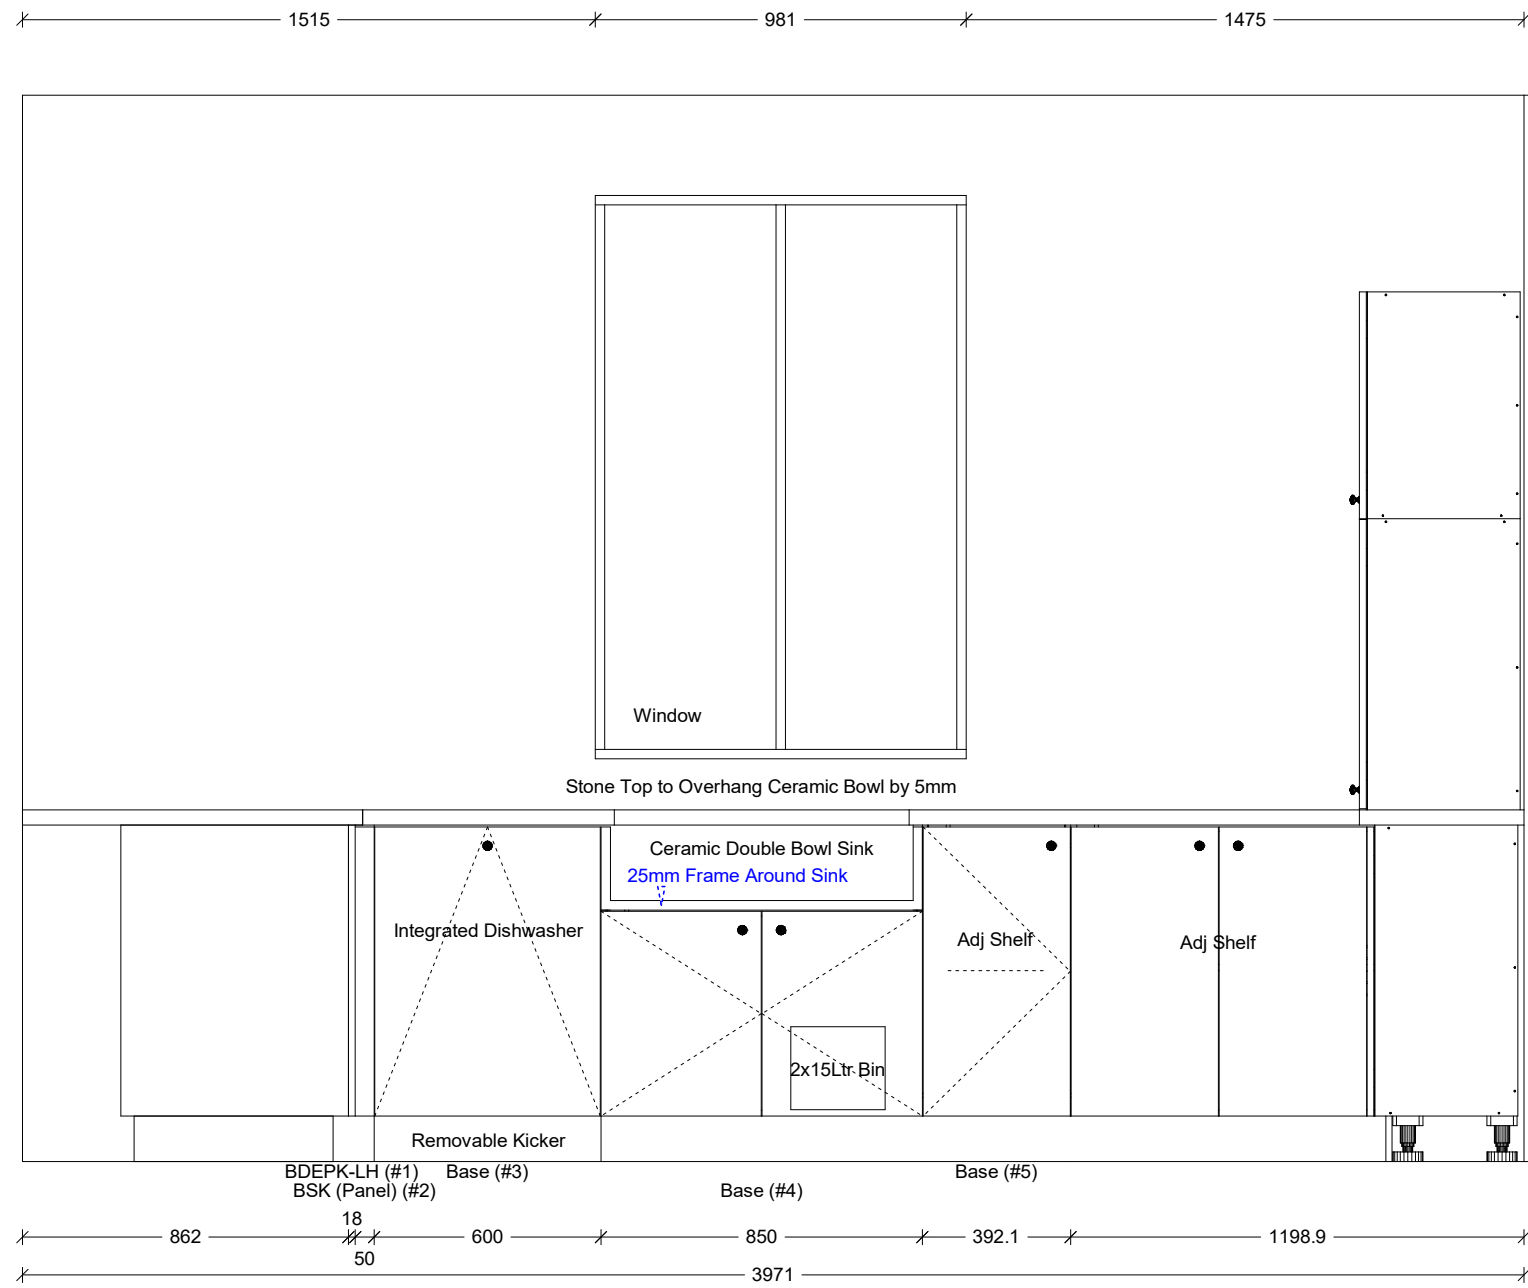 1515
981
1475
Window
Stone Top to Overhang Ceramic Bowl by 5mm
Ceramic Double Bowl Sink
25mm Frame Around Sink
Integrated Dishwasher
Adj Shelf
Adj Shelf
2x15Ltr Bin
Removable Kicker
BDEPK-LH (#1)
Base (#3)
Base (#5)
BSK (Panel) (#2)
Base (#4)
18
862
600
850
392.1
1198.9
50
3971